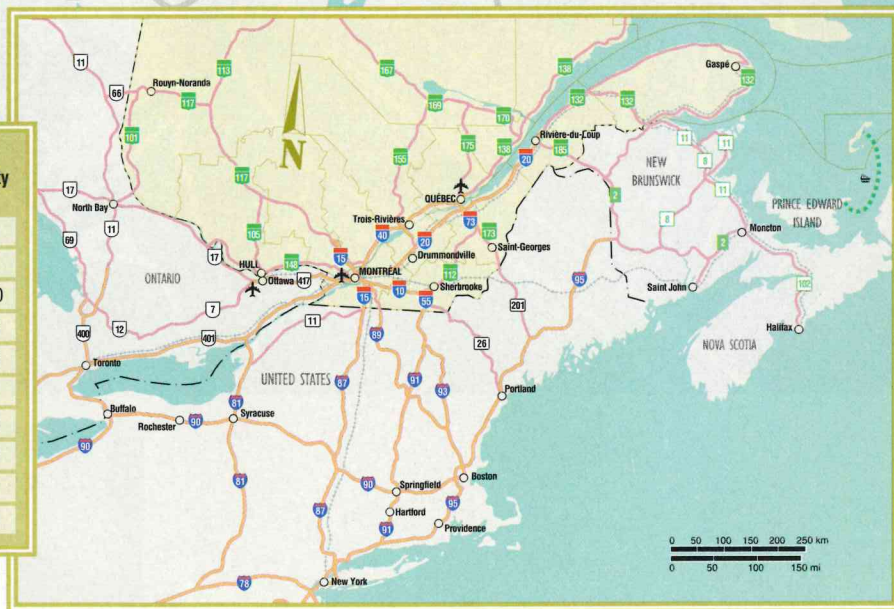 ty
)
11
113
167
138
Gaspé
132
66
Rouyn-Noranda
117
169
170
132
132
101
N
155
175
138
Rivière-du-Loup
20
185
11
11
8
NEW
BRUNSWICK
117
QUÉBEC
2
11
17
North Bay
PRINCE EDWARD
ISLAND
Trois-Rivières
40
20
73
69
11
105
173
8
Moncton
17
HULL
148
15
Drummondville
Saint-Georges
2
ONTARIO
Ottawa
417
MONTRÉAL
112
Sherbrooke
95
Saint John
102
7
15
10
55
201
12
11
400
401
89
26
Halifax
NOVA SCOTIA
Toronto
UNITED STATES
87
91
93
Portland
81
Buffalo
Rochester
90
Syracuse
90
81
90
Springfield
Boston
87
Hartford
95
91
Providence
0 50 100 150 200 250 km
0 50 100 150 mi
78
New York